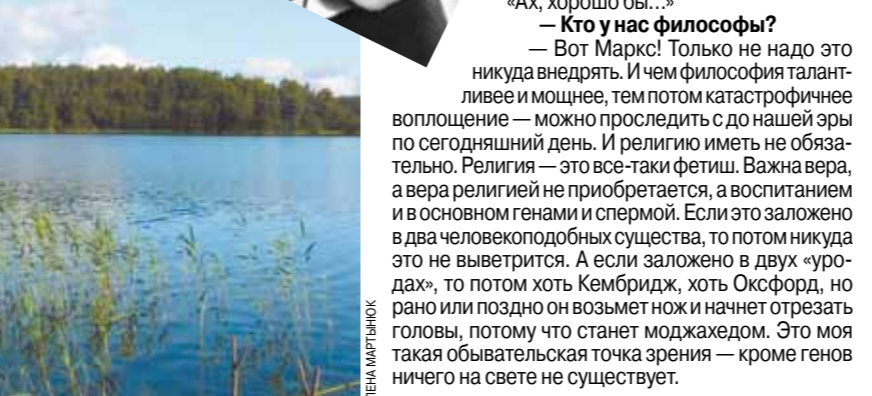 «Ах, хорошо бы...»
— Кто у нас философы?
— Вот Маркс! Только не надо это
никуда внедрять. И чем философия талант-
ливее и мощнее, тем потом катастрофичнее
воплощение — можно проследить с до нашей эры
по сегодняшний день. И религию иметь не обяза-
тельно. Религия — это все-таки фетиш. Важна вера,
а вера религией не приобретается, а воспитанием
и в основном генами и спермой. Если это заложено
в два человекоподобных существа, то потом никуда
это не выветрится. А если заложено в двух «уро-
дах», то потом хоть Кембридж, хоть Оксфорд, но
рано или поздно он возьмет нож и начнет отрезать
головы, потому что станет моджахедом. Это моя
такая обывательская точка зрения — кроме генов
ничего на свете не существует.
МАРТЫНЮК